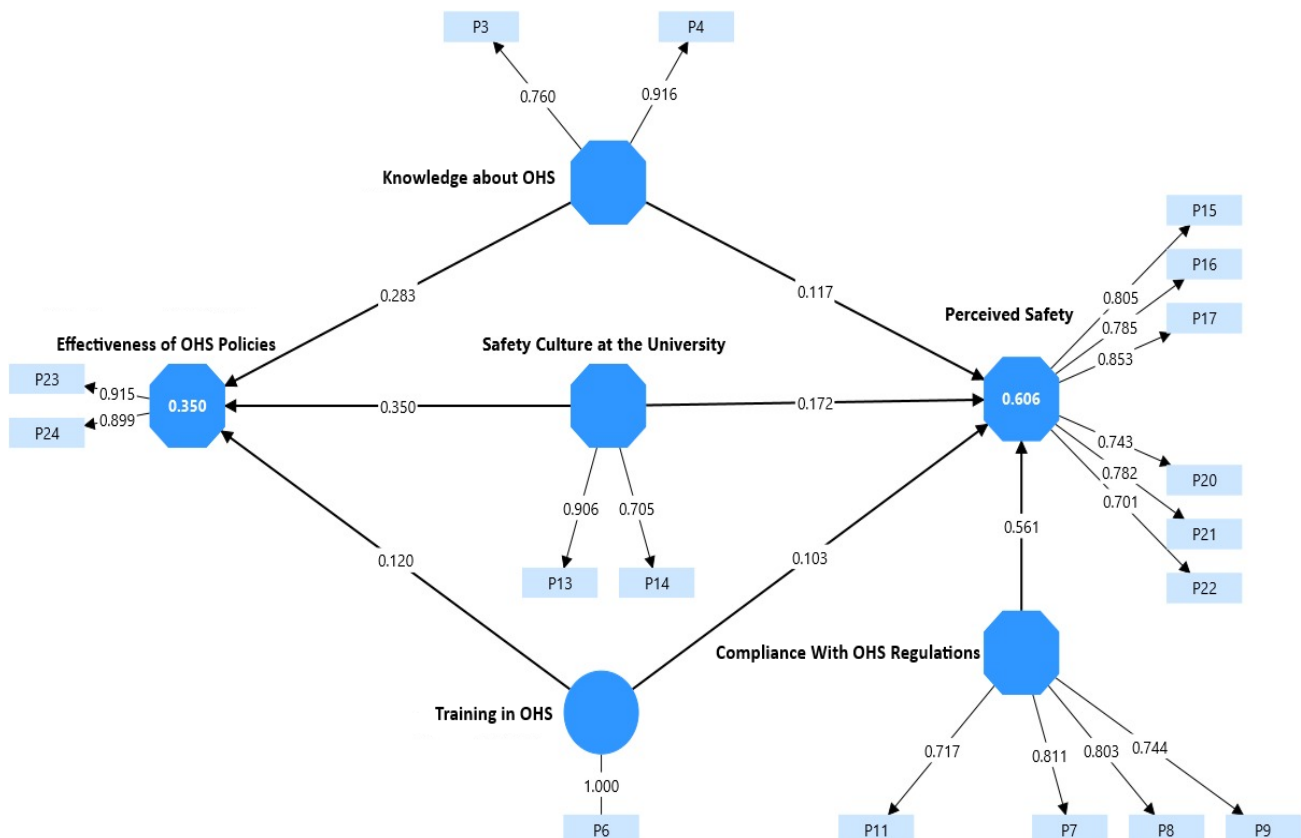 P3
P4
0.760
0.916
Knowledge about OHS
P15
P16
P17
0.805
0.785
0.853
0.283
0.117
Perceived Safety
Effectiveness of OHS Policies
Safety Culture at the University
P23
P24
0.915
0.899
0.350
0.350
0.172
0.606
0.743
0.782
0.701
P20
P21
P22
0.906
0.705
0.561
0.120
0.103
P13
P14
Compliance With OHS Regulations
Training in OHS
0.717
0.811
0.803
0.744
1.000
P6
P11
P7
P8
P9